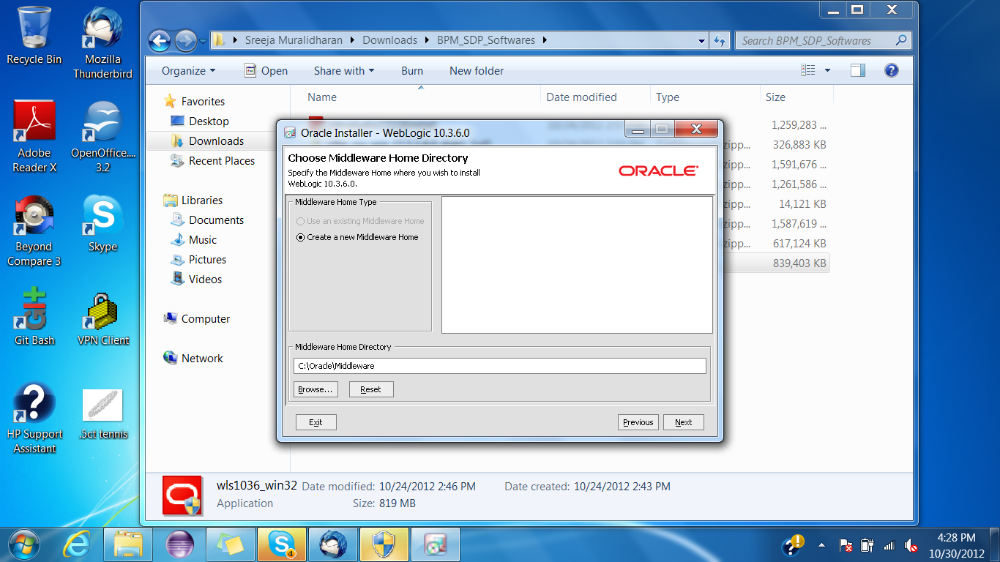 Recycle Bin
Mozilla
Thunderbird
Adobe
Reader X
OpenOffice....
3.2
Beyond
Compare 3
Skype
Git Bash
VPN Client
HP Support
Assistant
.5ct tennis
Sreeja Muralidharan Downloads BPM_SDP_Softwares
Search BPM_SDP_Softwares
Organize Open Share with Burn New folder
Name Date modified Type Size
Favorites
Desktop
Downloads
Recent Places
Libraries
Documents
Music
Pictures
Videos
Computer
Network
1,259,283 ...
zipp... 326,883 KB
zipp... 1,591,676 ...
zipp... 1,261,586 ...
zipp... 14,121 KB
zipp... 1,587,619 ...
zipp... 617,124 KB
839,403 KB
Oracle Installer - WebLogic 10.3.6.0
Choose Middleware Home Directory
Specify the Middleware Home where you wish to install
WebLogic 10.3.6.0.
ORACLE
Middleware Home Type
Use an existing Middleware Home
Create a new Middleware Home
Middleware Home Directory
C:\Oracle\Middleware
Browse... Reset
Exit Previous Next
wls1036_win32 Date modified: 10/24/2012 2:46 PM Date created: 10/24/2012 2:43 PM
Application Size: 819 MB
4
4:28 PM
10/30/2012